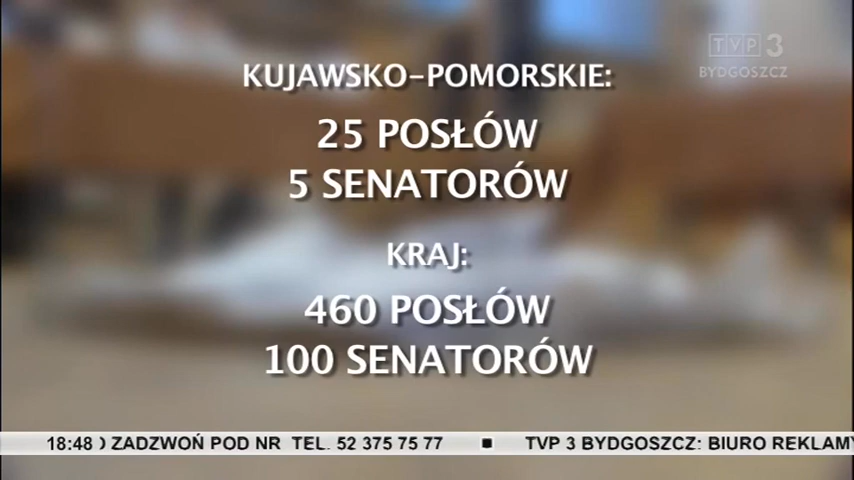 TVP 3
BYDGOSZCZ
KUJAWSKO-POMORSKIE:
25 POSŁÓW
5 SENATORÓW
KRAJ:
460 POSŁÓW
100 SENATORÓW
18:48 ZADZWOŃ POD NR TEL. 52 375 75 77 ■ TVP 3 BYDGOSZCZ: BIURO REKLAMY